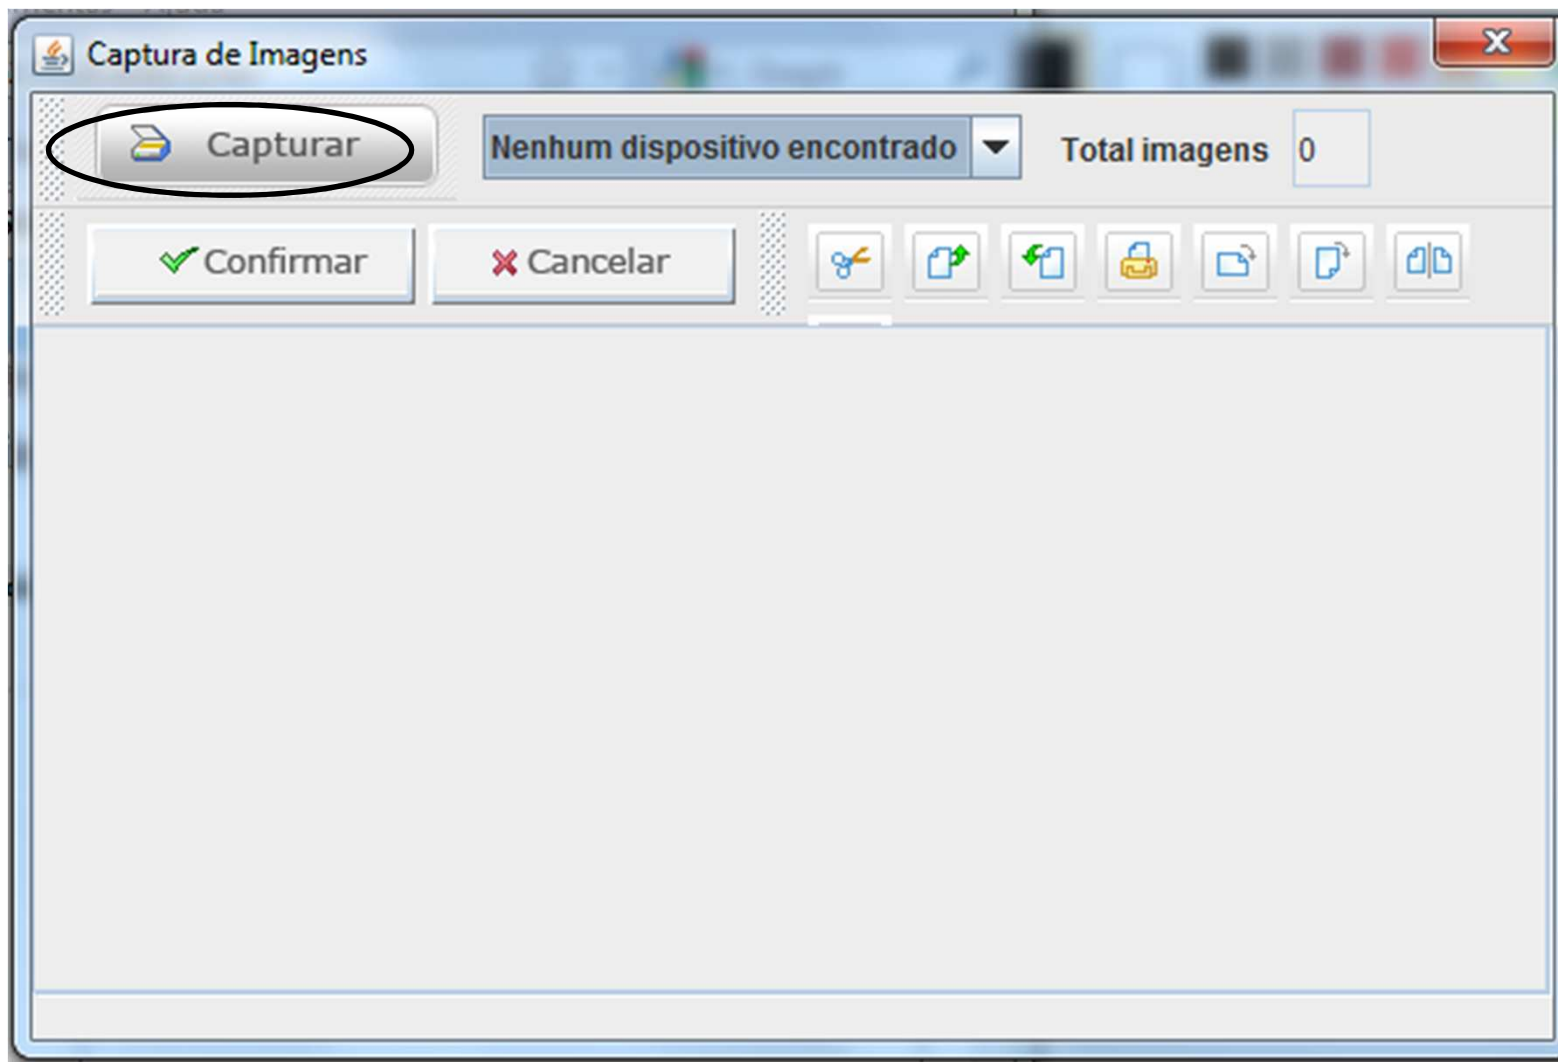 Captura de Imagens
Capturar
Nenhum dispositivo encontrado
Total imagens 0
Confirmar
Cancelar